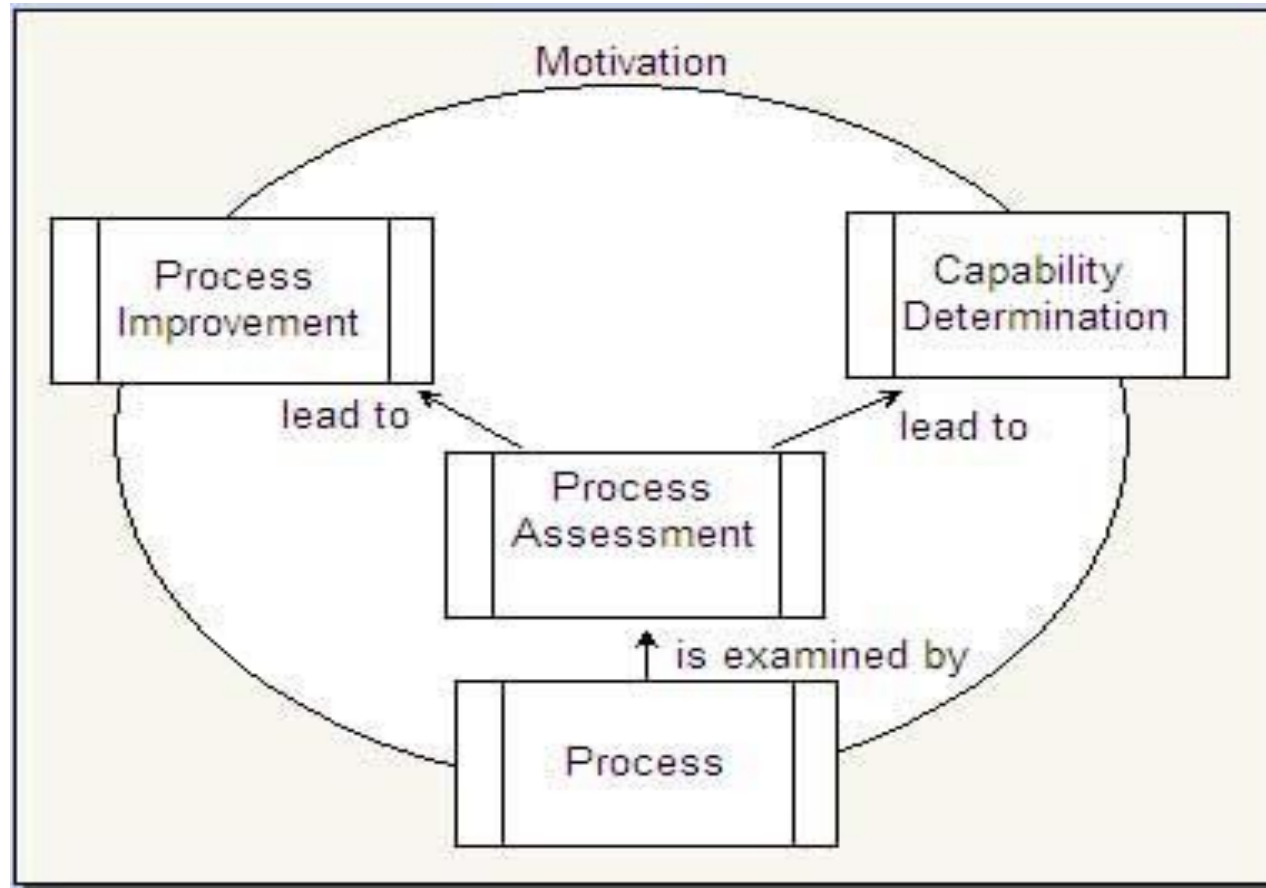 Motivation
Process
Improvement
Capability
Determination
lead to
lead to
Process
Assessment
is examined by
Process